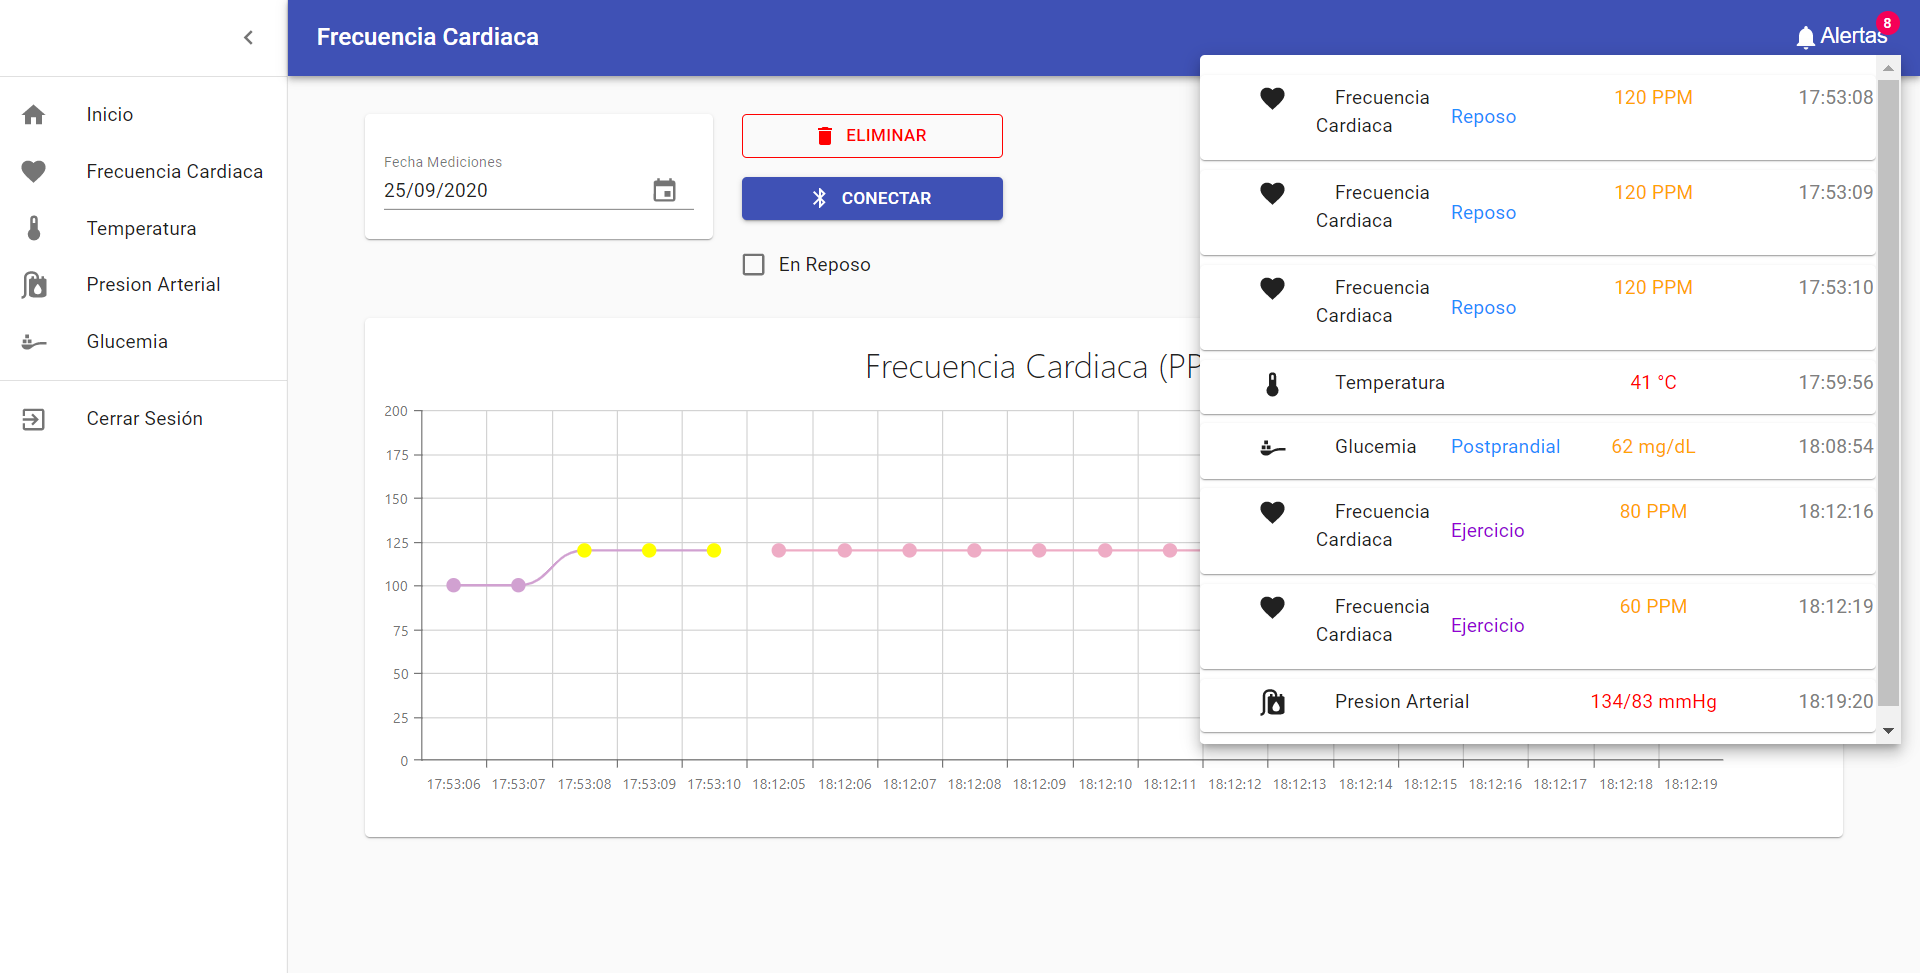 Frecuencia Cardiaca
Alertas
8
Inicio
Frecuencia Cardiaca
Temperatura
Presion Arterial
Glucemia
Cerrar Sesión
Fecha Mediciones
25/09/2020
ELIMINAR
CONECTAR
En Reposo
Frecuencia Cardiaca (PP
200
175
150
125
100
75
50
25
0
17:53:06 17:53:07 17:53:08 17:53:09 17:53:10 18:12:05 18:12:06 18:12:07 18:12:08 18:12:09 18:12:10 18:12:11 18:12:12 18:12:13 18:12:14 18:12:15 18:12:16 18:12:17 18:12:18 18:12:19
Frecuencia
Cardiaca
Reposo
120 PPM
17:53:08
Frecuencia
Cardiaca
Reposo
120 PPM
17:53:09
Frecuencia
Cardiaca
Reposo
120 PPM
17:53:10
Temperatura
41 °C
17:59:56
Glucemia
Postprandial
62 mg/dL
18:08:54
Frecuencia
Cardiaca
Ejercicio
80 PPM
18:12:16
Frecuencia
Cardiaca
Ejercicio
60 PPM
18:12:19
Presion Arterial
134/83 mmHg
18:19:20